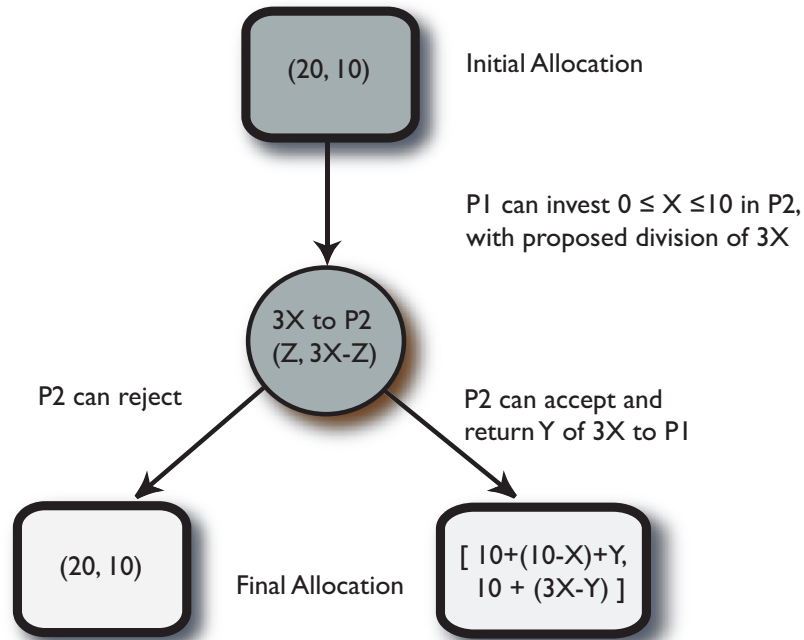 (20, 10)
Initial Allocation
P1 can invest 0 ≤ X ≤10 in P2,
with proposed division of 3X
3X to P2
(Z, 3X-Z)
P2 can reject
P2 can accept and
return Y of 3X to P1
(20, 10)
Final Allocation
[ 10+(10-X)+Y,
10 + (3X-Y) ]